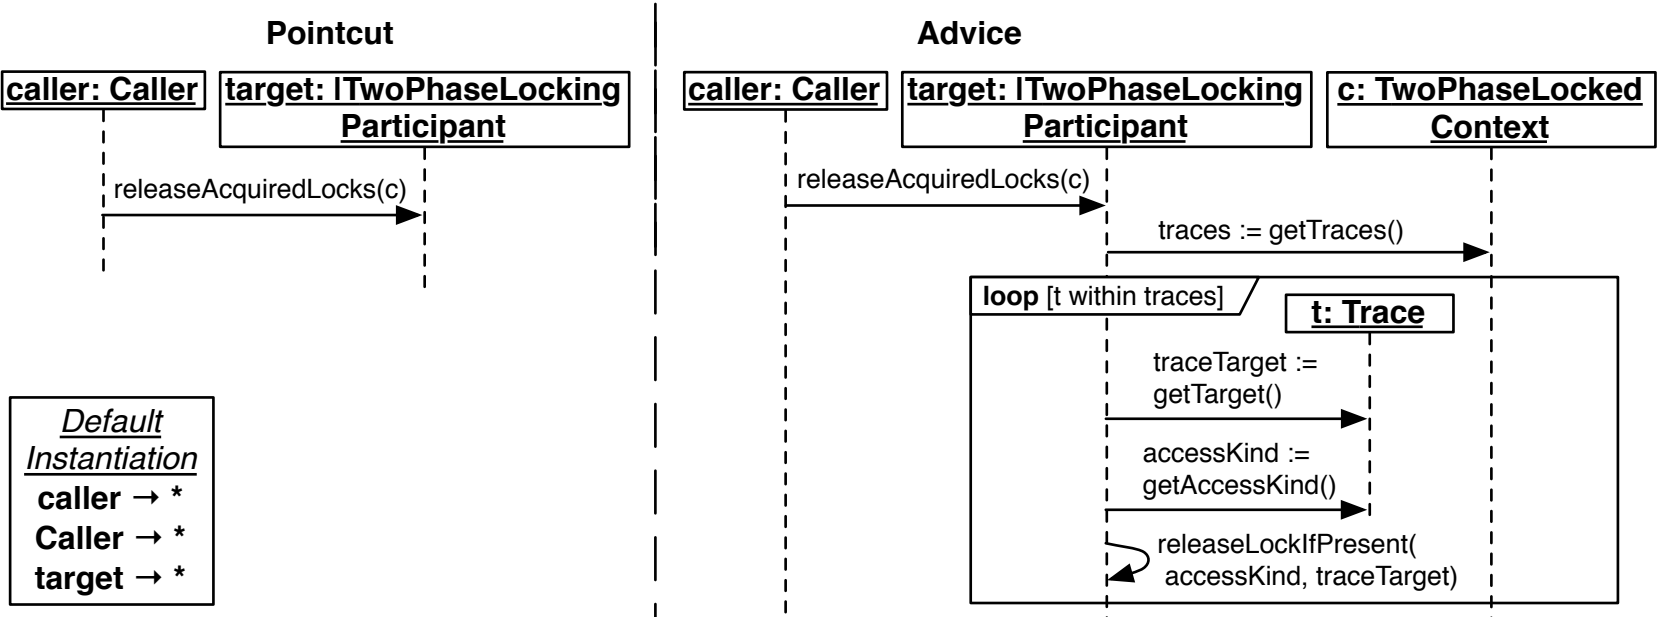 Pointcut
Advice
caller: Caller
target: ITwoPhaseLocking
Participant
caller: Caller
target: ITwoPhaseLocking
Participant
c: TwoPhaseLocked
Context
releaseAcquiredLocks(c)
releaseAcquiredLocks(c)
traces := getTraces()
loop [t within traces]
t: Trace
traceTarget :=
getTarget()
accessKind :=
getAccessKind()
releaseLockIfPresent(
accessKind, traceTarget)
Default
Instantiation
caller → *
Caller → *
target → *